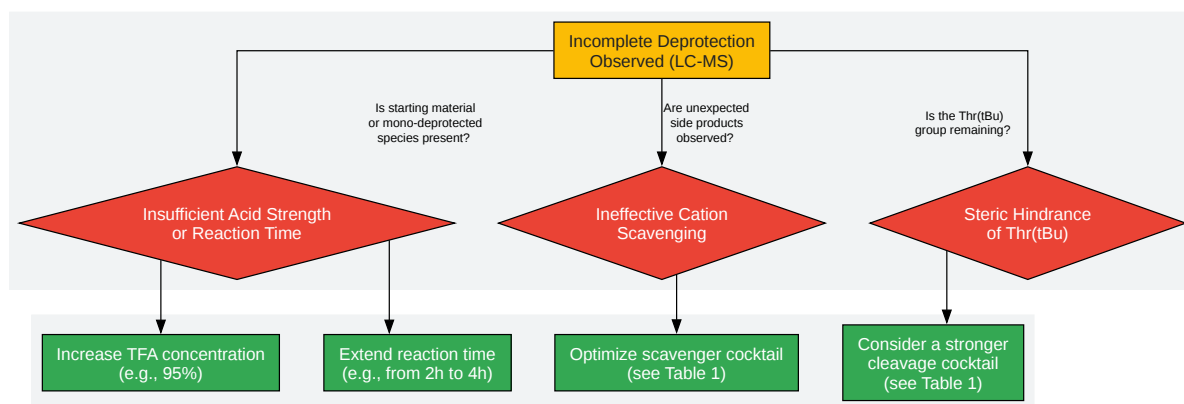 Incomplete Deprotection
Observed (LC-MS)
Is starting material
or mono-deprotected
species present?
Are unexpected
side products
observed?
Is the Thr(tBu)
group remaining?
Insufficient Acid Strength
or Reaction Time
Ineffective Cation
Scavenging
Steric Hindrance
of Thr(tBu)
Increase TFA concentration
(e.g., 95%)
Extend reaction time
(e.g., from 2h to 4h)
Optimize scavenger cocktail
(see Table 1)
Consider a stronger
cleavage cocktail
(see Table 1)